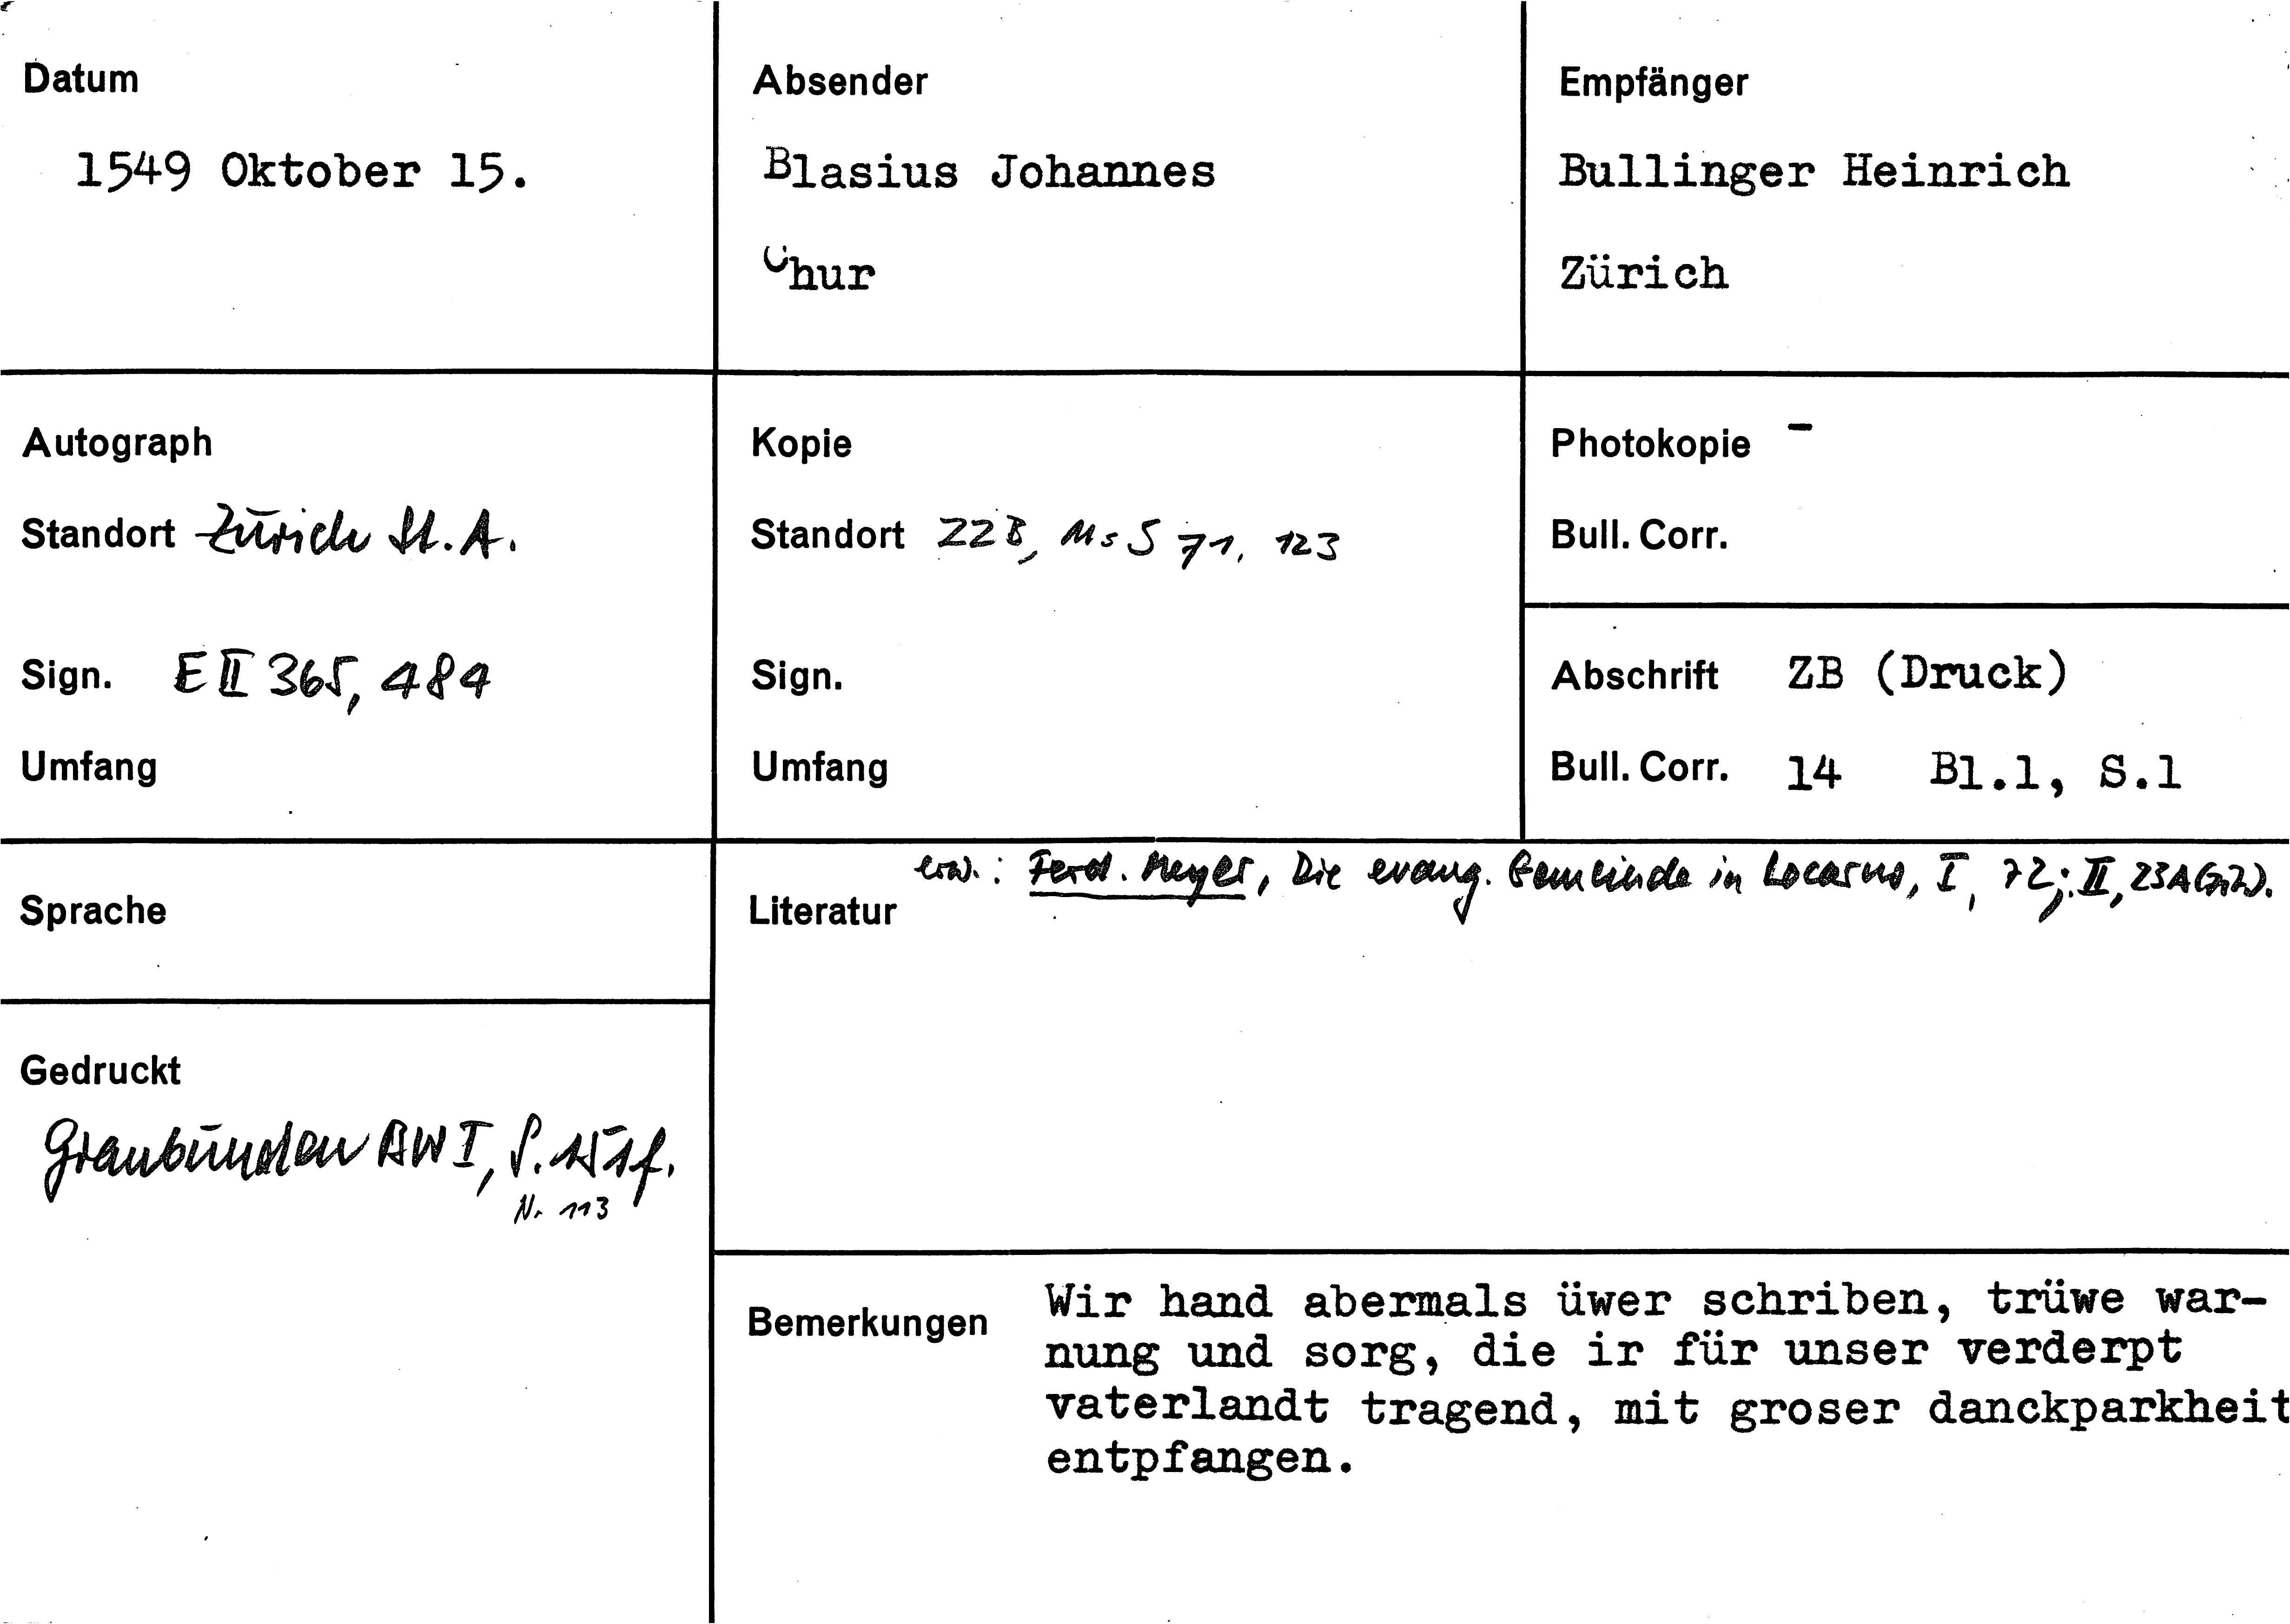 Datum
1549 Oktober 15.
Absender
Blasius Johannes
Chur
Empfänger
Bullinger Heinrich
Zürich
Autograph
Standort Zürich St.A.
Sign. E II 365, 484
Umfang
Kopie
Standort ZZB, Ms S 71, 123
Sign.
Umfang
Photokopie -
Bull. Corr.
Abschrift ZB (Druck)
Bull. Corr. 14 Bl.1, S.1
Sprache
Gedruckt
Graubünden BW I, S. 151f.
Nr. 113
Literatur
erw.: Ferd. Meyer, Die evang. Gemeinde in Locarno, I, 72; II,
Bemerkungen
Wir hand abermals üwer schriben, trüwe war-
nung und sorg, die ir für unser verderpt
vaterlandt tragend, mit groser danckparkheit
entpfangen.